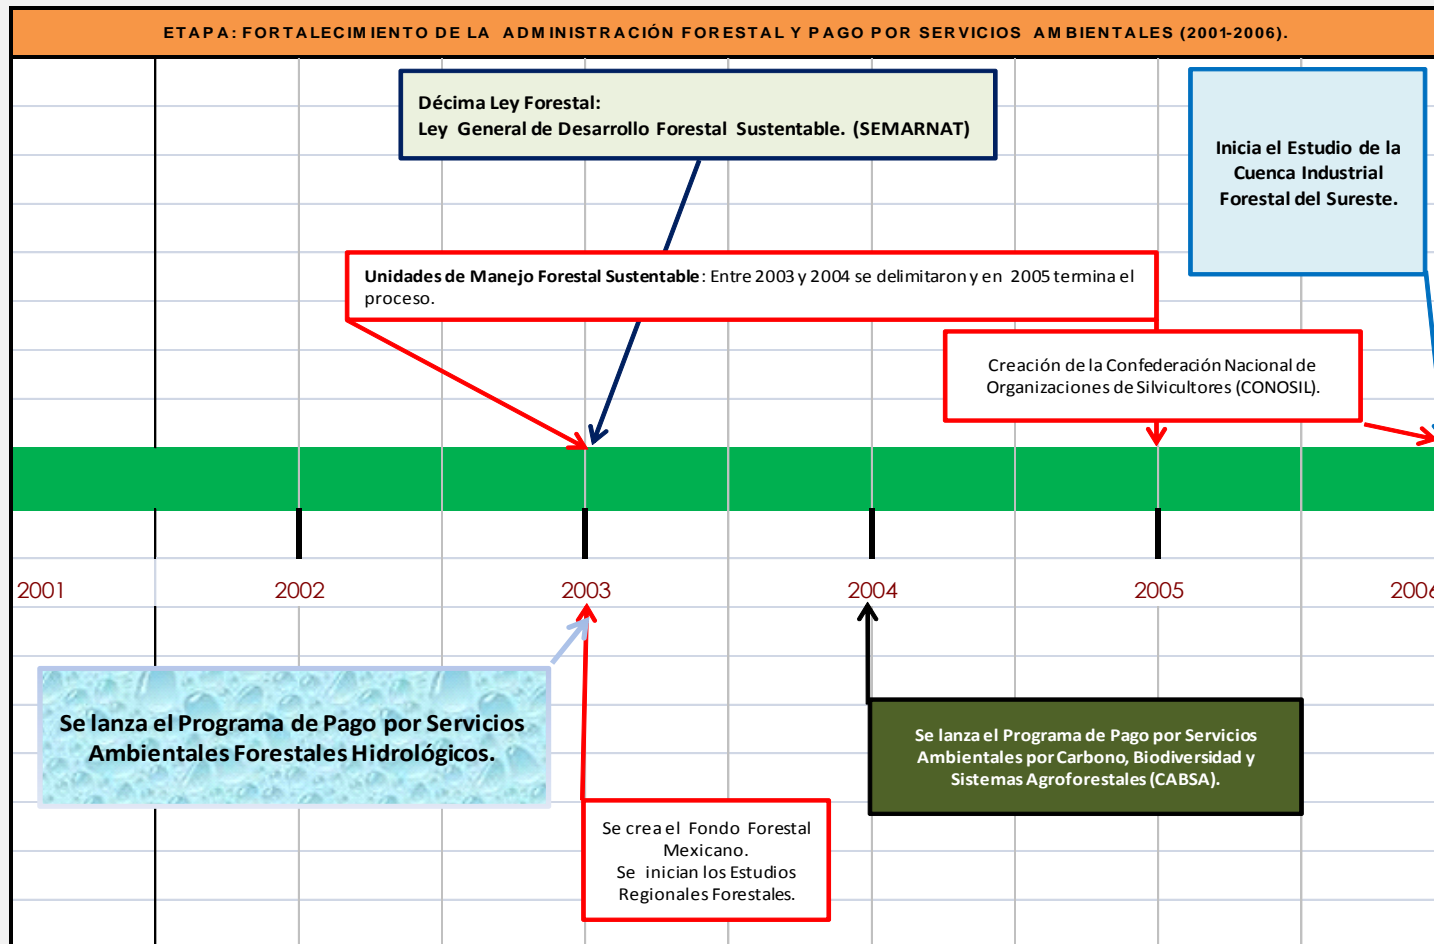 ETAPA: FORTALECIMIENTO DE LA ADMINISTRACIÓN FORESTAL Y PAGO POR SERVICIOS AMBIENTALES (2001-2006).
Décima Ley Forestal:
Ley General de Desarrollo Forestal Sustentable. (SEMARNAT)
Inicia el Estudio de la
Cuenca Industrial
Forestal del Sureste.
Unidades de Manejo Forestal Sustentable: Entre 2003 y 2004 se delimitaron y en 2005 termina el
proceso.
Creación de la Confederación Nacional de
Organizaciones de Silvicultores (CONOSIL).
2001 2002 2003 2004 2005 2006
Se lanza el Programa de Pago por Servicios
Ambientales Forestales Hidrológicos.
Se lanza el Programa de Pago por Servicios
Ambientales por Carbono, Biodiversidad y
Sistemas Agroforestales (CABSA).
Se crea el Fondo Forestal
Mexicano.
Se inician los Estudios
Regionales Forestales.